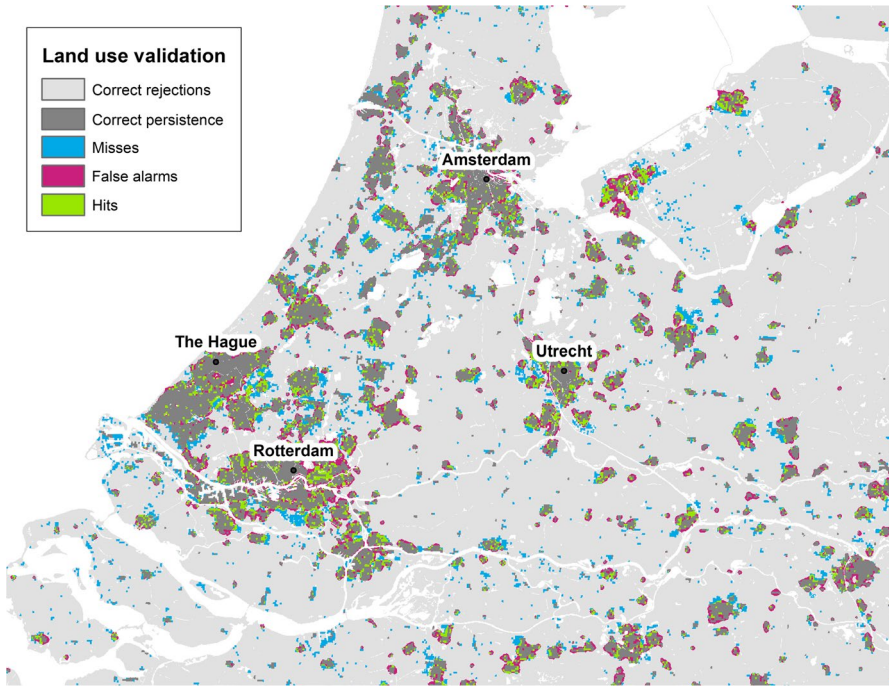 Land use validation
Correct rejections
Correct persistence
Misses
False alarms
Hits
Amsterdam
The Hague
Utrecht
Rotterdam